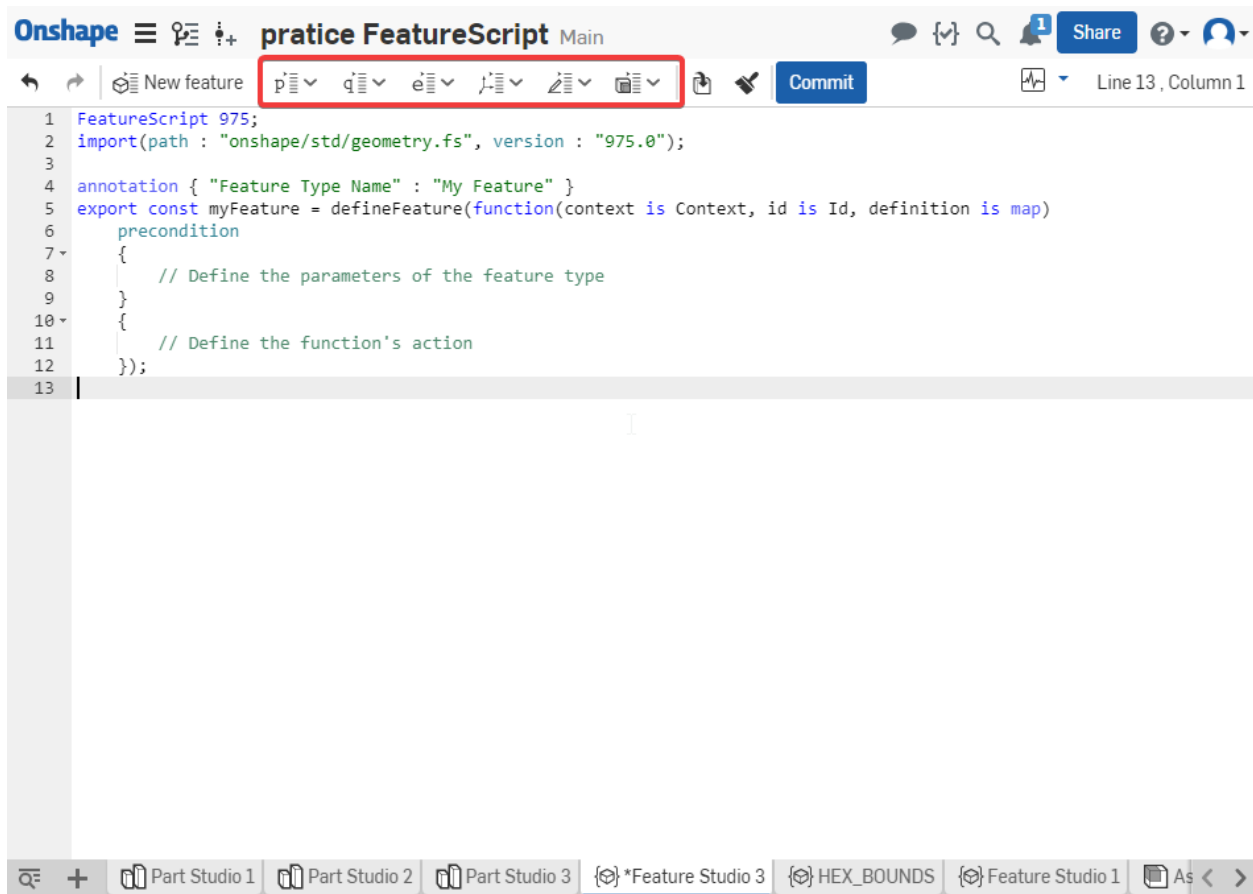 Onshape pratice FeatureScript Main 1 Share
New feature p q e Commit Line 13 , Column 1
1 FeatureScript 975;
2 import(path : "onshape/std/geometry.fs", version : "975.0");
3
4 annotation { "Feature Type Name" : "My Feature" }
5 export const myFeature = defineFeature(function(context is Context, id is Id, definition is map)
6 precondition
7 {
8 // Define the parameters of the feature type
9 }
10 {
11 // Define the function's action
12 });
13
Part Studio 1 Part Studio 2 Part Studio 3 *Feature Studio 3 HEX_BOUNDS Feature Studio 1 As